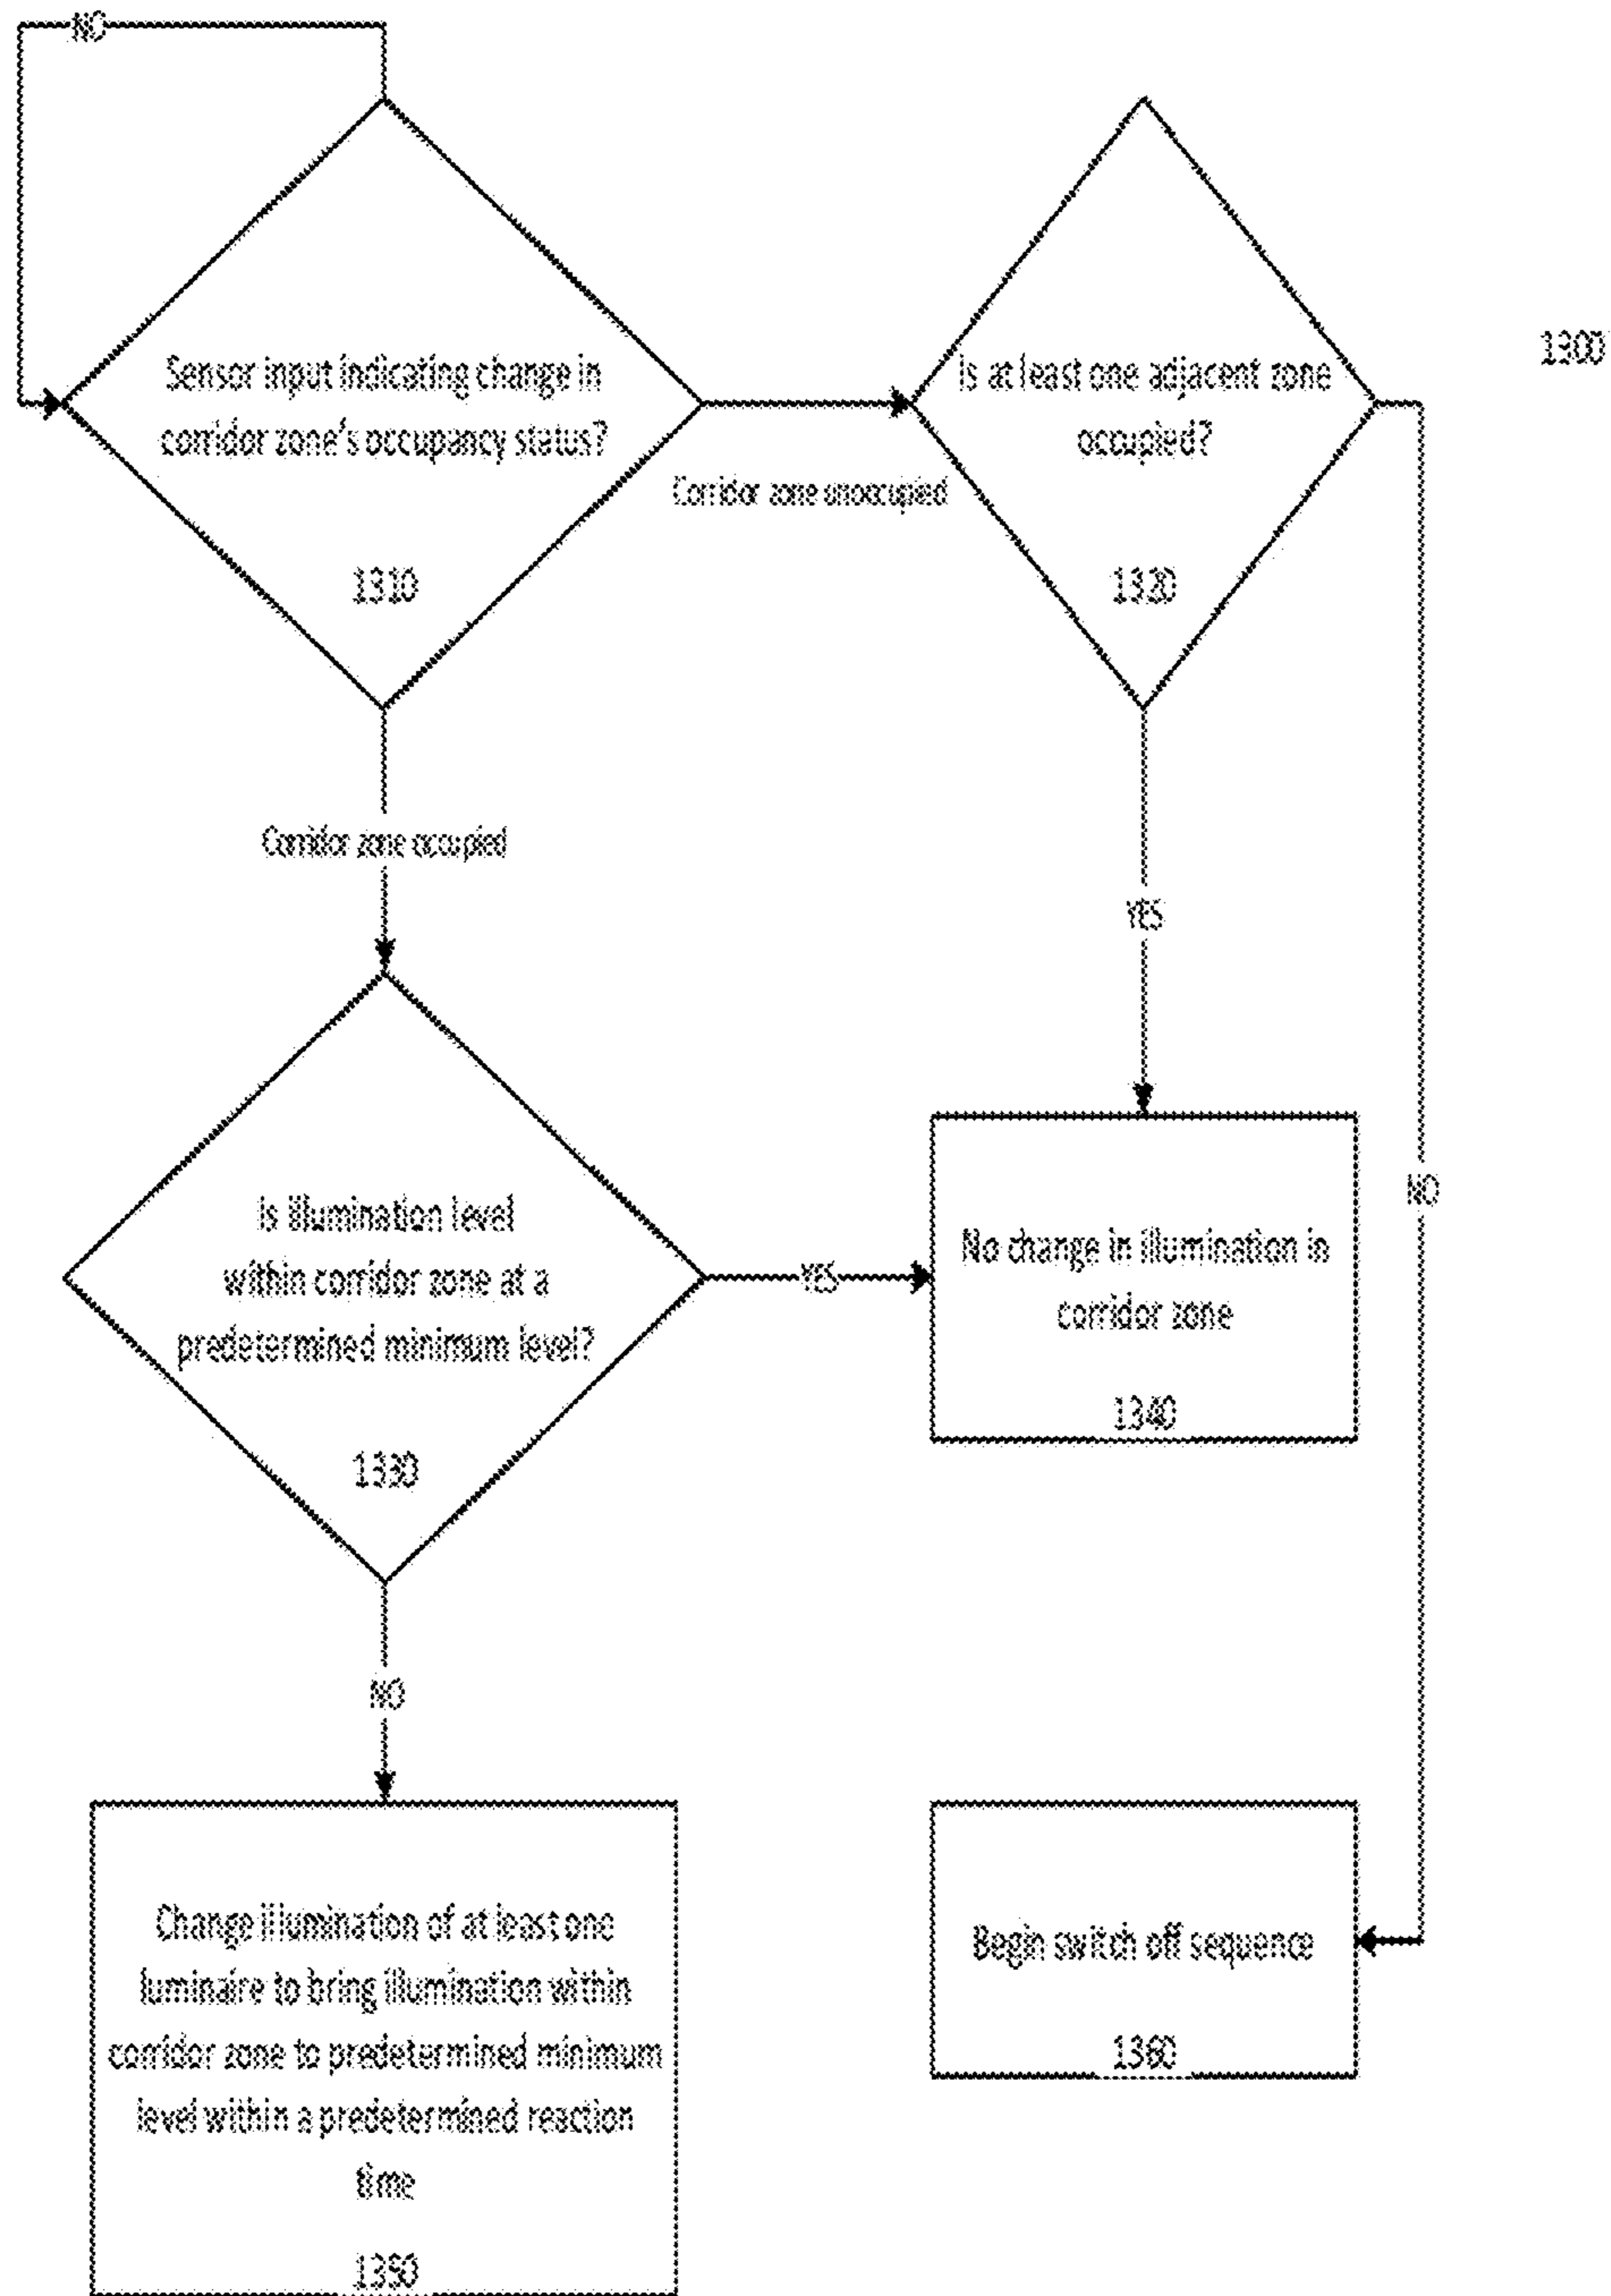 NO
1300
Sensor input indicating change in
corridor zone's occupancy status?
1310
Corridor zone unoccupied
Is at least one adjacent zone
occupied?
1320
Corridor zone occupied
YES
NO
Is illumination level
within corridor zone at a
predetermined minimum level?
1330
YES
No change in illumination in
corridor zone
1340
NO
Change illumination of at least one
luminaire to bring illumination within
corridor zone to predetermined minimum
level within a predetermined reaction
time
1350
Begin switch off sequence
1360